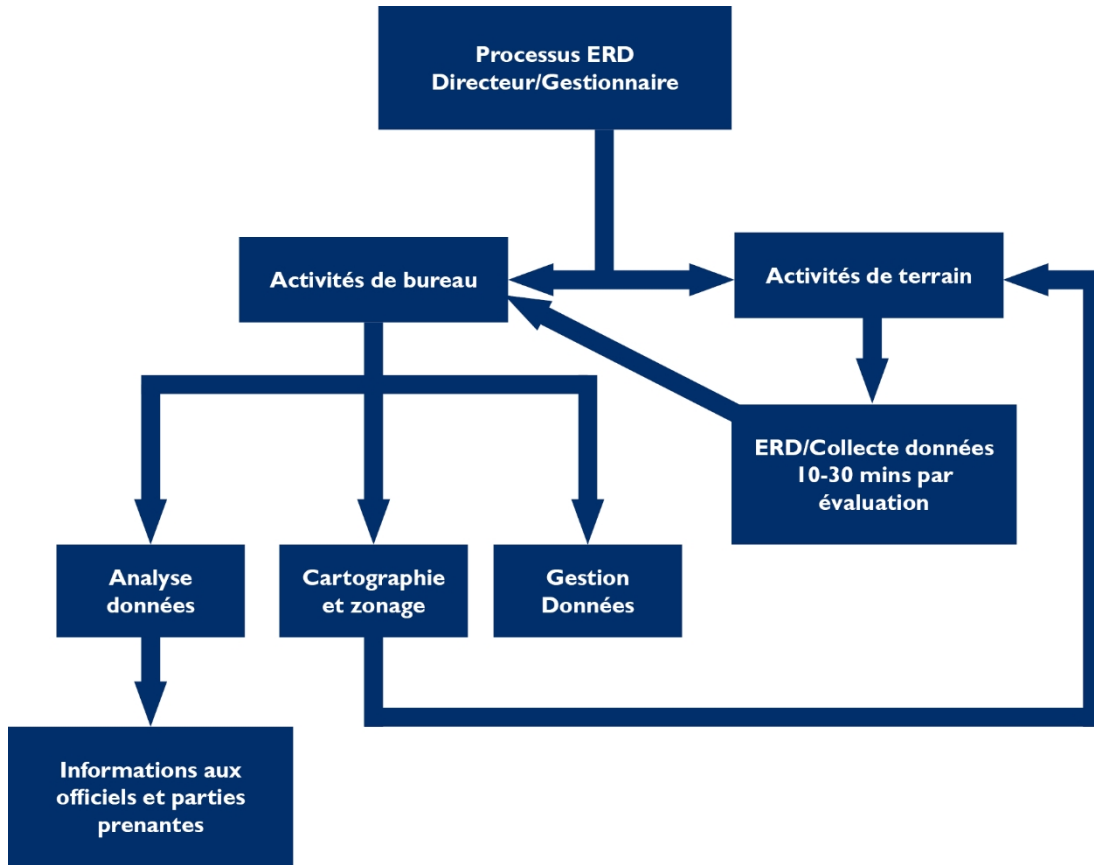 Processus ERD
Directeur/Gestionnaire
Activités de bureau
Activités de terrain
ERD/Collecte données
10-30 mins par
évaluation
Analyse
données
Cartographie
et zonage
Gestion
Données
Informations aux
officiels et parties
prenantes